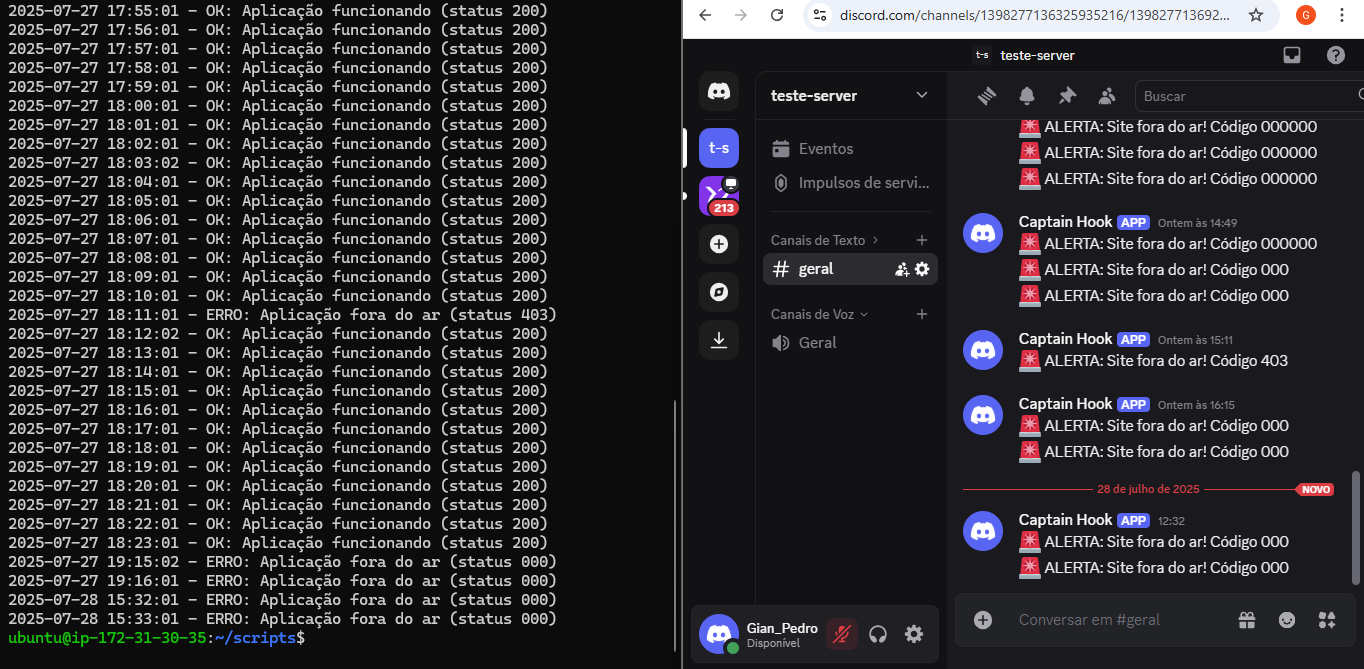 2025-07-27 17:55:01 - OK: Aplicação funcionando (status 200)
2025-07-27 17:56:01 - OK: Aplicação funcionando (status 200)
2025-07-27 17:57:01 - OK: Aplicação funcionando (status 200)
2025-07-27 17:58:01 - OK: Aplicação funcionando (status 200)
2025-07-27 17:59:01 - OK: Aplicação funcionando (status 200)
2025-07-27 18:00:01 - OK: Aplicação funcionando (status 200)
2025-07-27 18:01:01 - OK: Aplicação funcionando (status 200)
2025-07-27 18:02:01 - OK: Aplicação funcionando (status 200)
2025-07-27 18:03:02 - OK: Aplicação funcionando (status 200)
2025-07-27 18:04:01 - OK: Aplicação funcionando (status 200)
2025-07-27 18:05:01 - OK: Aplicação funcionando (status 200)
2025-07-27 18:06:01 - OK: Aplicação funcionando (status 200)
2025-07-27 18:07:01 - OK: Aplicação funcionando (status 200)
2025-07-27 18:08:01 - OK: Aplicação funcionando (status 200)
2025-07-27 18:09:01 - OK: Aplicação funcionando (status 200)
2025-07-27 18:10:01 - OK: Aplicação funcionando (status 200)
2025-07-27 18:11:01 - ERRO: Aplicação fora do ar (status 403)
2025-07-27 18:12:02 - OK: Aplicação funcionando (status 200)
2025-07-27 18:13:01 - OK: Aplicação funcionando (status 200)
2025-07-27 18:14:01 - OK: Aplicação funcionando (status 200)
2025-07-27 18:15:01 - OK: Aplicação funcionando (status 200)
2025-07-27 18:16:01 - OK: Aplicação funcionando (status 200)
2025-07-27 18:17:01 - OK: Aplicação funcionando (status 200)
2025-07-27 18:18:01 - OK: Aplicação funcionando (status 200)
2025-07-27 18:19:01 - OK: Aplicação funcionando (status 200)
2025-07-27 18:20:01 - OK: Aplicação funcionando (status 200)
2025-07-27 18:21:01 - OK: Aplicação funcionando (status 200)
2025-07-27 18:22:01 - OK: Aplicação funcionando (status 200)
2025-07-27 18:23:01 - OK: Aplicação funcionando (status 200)
2025-07-27 19:15:02 - ERRO: Aplicação fora do ar (status 000)
2025-07-27 19:16:01 - ERRO: Aplicação fora do ar (status 000)
2025-07-28 15:32:01 - ERRO: Aplicação fora do ar (status 000)
2025-07-28 15:33:01 - ERRO: Aplicação fora do ar (status 000)
ubuntu@ip-172-31-30-35:~/scripts$
discord.com/channels/1398277136325935216/139827713692...
G
t-s teste-server
t-s
213
teste-server
Eventos
Impulsos de servi...
Canais de Texto
# geral
Canais de Voz
Geral
Gian_Pedro
Disponível
Buscar
🚨 ALERTA: Site fora do ar! Código 000000
🚨 ALERTA: Site fora do ar! Código 000000
🚨 ALERTA: Site fora do ar! Código 000000
Captain Hook APP Ontem às 14:49
🚨 ALERTA: Site fora do ar! Código 000000
🚨 ALERTA: Site fora do ar! Código 000
🚨 ALERTA: Site fora do ar! Código 000
Captain Hook APP Ontem às 15:11
🚨 ALERTA: Site fora do ar! Código 403
Captain Hook APP Ontem às 16:15
🚨 ALERTA: Site fora do ar! Código 000
🚨 ALERTA: Site fora do ar! Código 000
28 de julho de 2025 NOVO
Captain Hook APP 12:32
🚨 ALERTA: Site fora do ar! Código 000
🚨 ALERTA: Site fora do ar! Código 000
Conversar em #geral